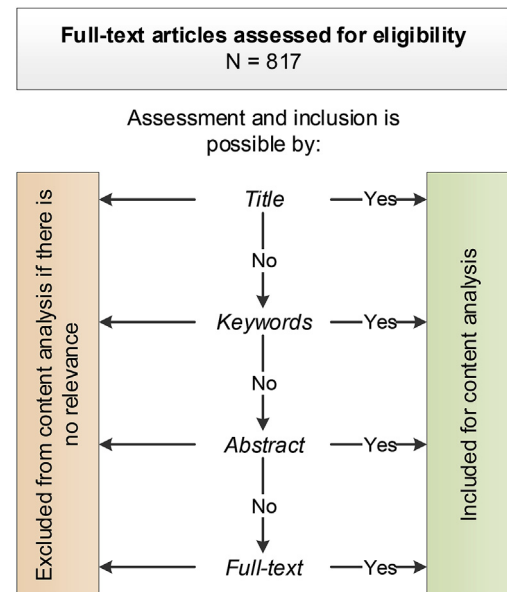 Full-text articles assessed for eligibility
N = 817
Assessment and inclusion is
possible by:
Excluded from content analysis if there is
no relevance
Title
Yes
No
Keywords
Yes
No
Abstract
Yes
No
Full-text
Yes
Included for content analysis